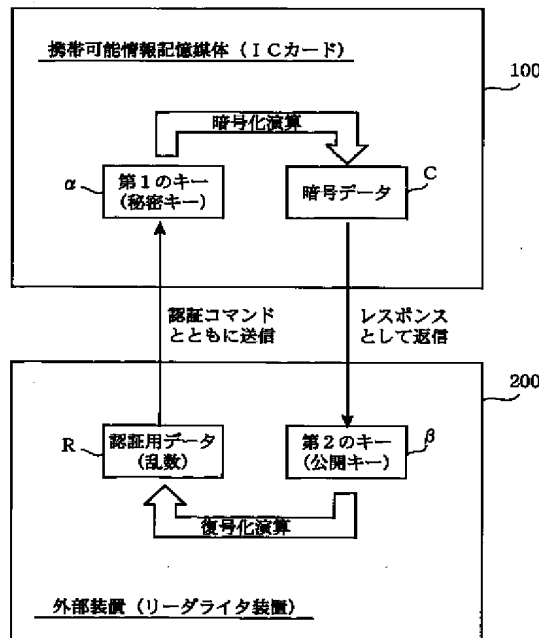 携帯可能情報記憶媒体（ＩＣカード）
100
暗号化演算
α
第１のキー
（秘密キー）
暗号データ
C
認証コマンド
とともに送信
レスポンス
として返信
200
R
認証用データ
（乱数）
第２のキー
（公開キー）
β
復号化演算
外部装置（リーダライタ装置）